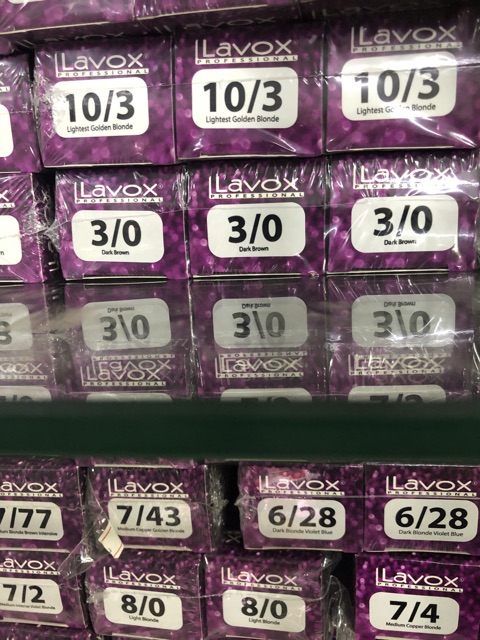 Lavox Lavox Lavox
PROFESSIONAL PROFESSIONAL PROFESSIONAL
10/3 10/3 10/3
Lightest Golden Blonde Lightest Golden Blonde Lightest Golden Blonde
Lavox Lavox Lavox
PROFESSIONAL PROFESSIONAL PROFESSIONAL
3/0 3/0 3/0
Dark Brown Dark Brown Dark Brown
Lavox Lavox Lavox
PROFESSIONAL PROFESSIONAL PROFESSIONAL
7/77 7/43 6/28 6/28
Dark Blonde Violet Blue Dark Blonde Violet Blue
Lavox Lavox Lavox
PROFESSIONAL PROFESSIONAL PROFESSIONAL
7/2 8/0 8/0 7/4
Light Blonde Light Blonde Medium Copper Blonde